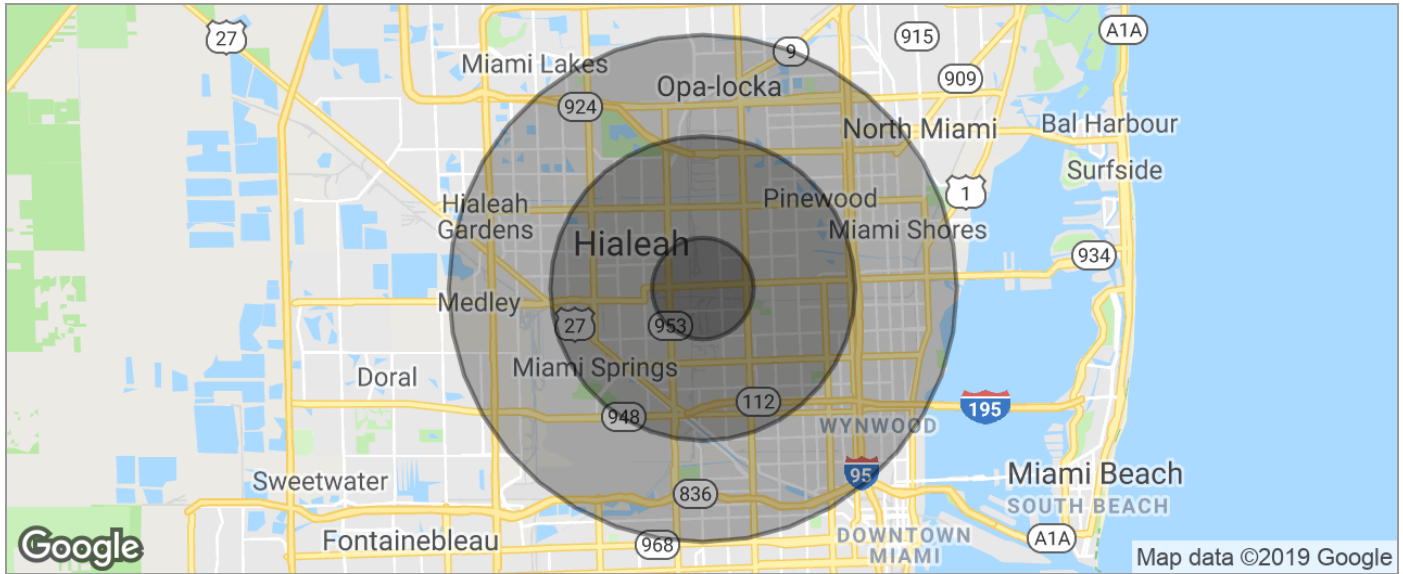 27
A1A
915
9
Miami Lakes
909
Opa-locka
924
North Miami
Bal Harbour
Surfside
1
Pinewood
Hialeah
Gardens
Miami Shores
Hialeah
934
Medley
27
953
Miami Springs
Doral
112
195
948
WYNWOOD
95
Miami Beach
Sweetwater
836
SOUTH BEACH
DOWNTOWN
MIAMI
Fontainebleau
968
A1A
Google
Map data ©2019 Google